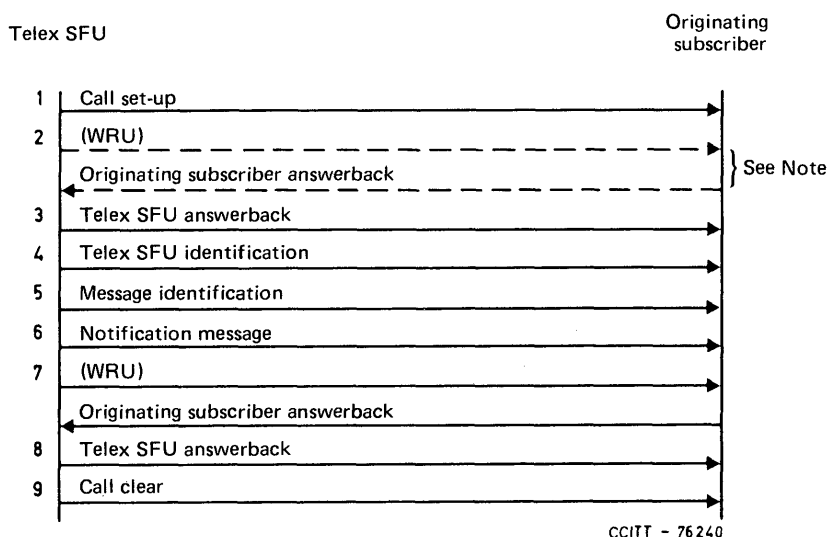 Telex SFU
Originating
subscriber
1 Call set-up
2 (WRU)
Originating subscriber answerback
} See Note
3 Telex SFU answerback
4 Telex SFU identification
5 Message identification
6 Notification message
7 (WRU)
Originating subscriber answerback
8 Telex SFU answerback
9 Call clear
CCITT - 76240